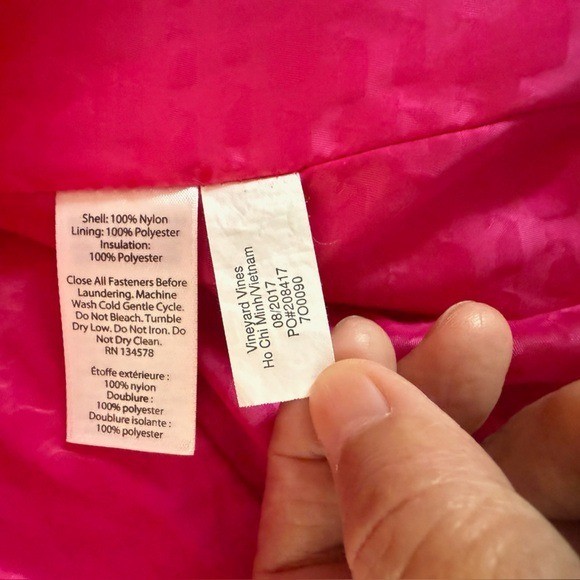 Shell: 100% Nylon
Lining: 100% Polyester
Insulation:
100% Polyester
Close All Fasteners Before
Laundering. Machine
Wash Cold Gentle Cycle.
Do Not Bleach. Tumble
Dry Low. Do Not Iron. Do
Not Dry Clean.
RN 134578
Étoffe extérieure :
100% nylon
Doublure :
100% polyester
Doublure isolante :
100% polyester
Vineyard Vines
Ho Chi Minh/Vietnam
08/2017
PO#208417
7O0090